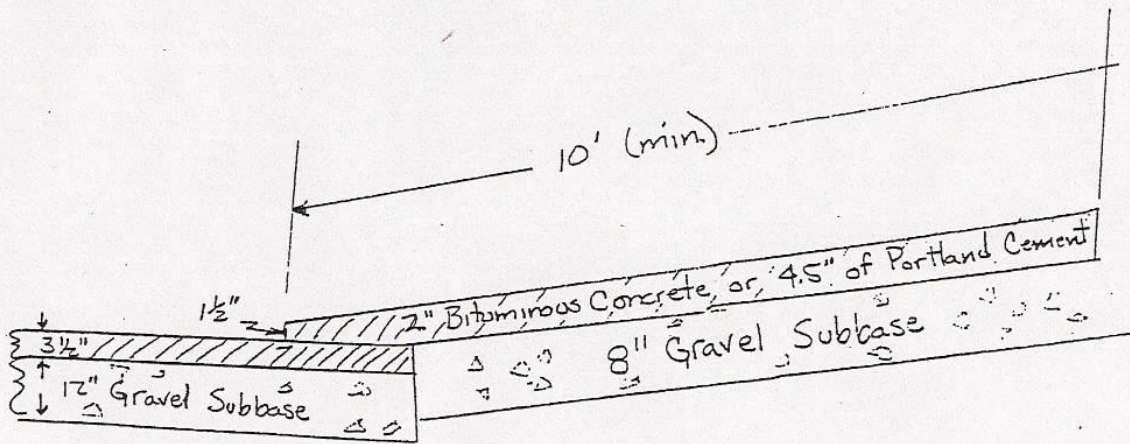 10' (min.)
1½"
2" Bituminous Concrete, or 4.5" of Portland Cement
3½"
8" Gravel Subbase
12" Gravel Subbase